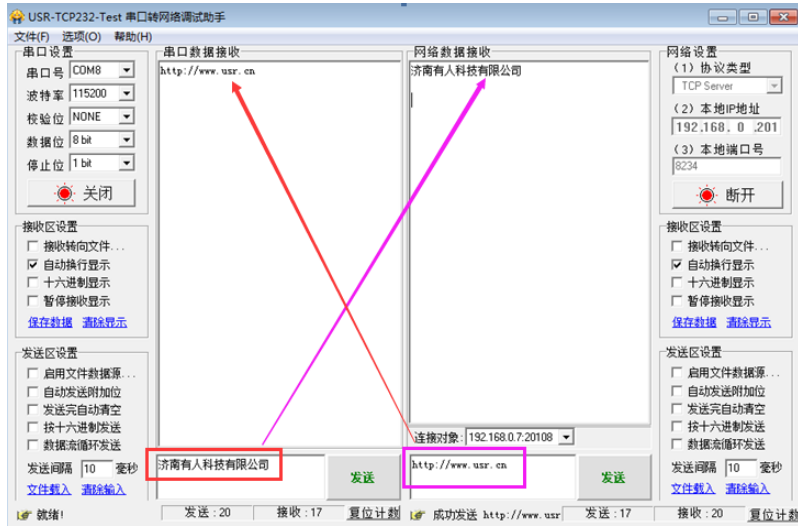 USR-TCP232-Test 串口转网络调试助手
文件(F) 选项(O) 帮助(H)
串口设置
串口号 COM8
波特率 115200
校验位 NONE
数据位 8 bit
停止位 1 bit
关闭
接收区设置
接收转向文件...
自动换行显示
十六进制显示
暂停接收显示
保存数据 清除显示
发送区设置
启用文件数据源...
自动发送附加位
发送完自动清空
按十六进制发送
数据流循环发送
发送间隔 10 毫秒
文件载入 清除输入
就绪!
串口数据接收
http://www.usr.cn
济南有人科技有限公司
发送
发送:20 接收:17 复位计数
网络数据接收
济南有人科技有限公司
连接对象: 192.168.0.7:20108
http://www.usr.cn
发送
成功发送 http://www.usr
发送:17 接收:20 复位计数
网络设置
(1) 协议类型
TCP Server
(2) 本地IP地址
192.168. 0 .201
(3) 本地端口号
8234
断开
接收区设置
接收转向文件...
自动换行显示
十六进制显示
暂停接收显示
保存数据 清除显示
发送区设置
启用文件数据源...
自动发送附加位
发送完自动清空
按十六进制发送
数据流循环发送
发送间隔 10 毫秒
文件载入 清除输入